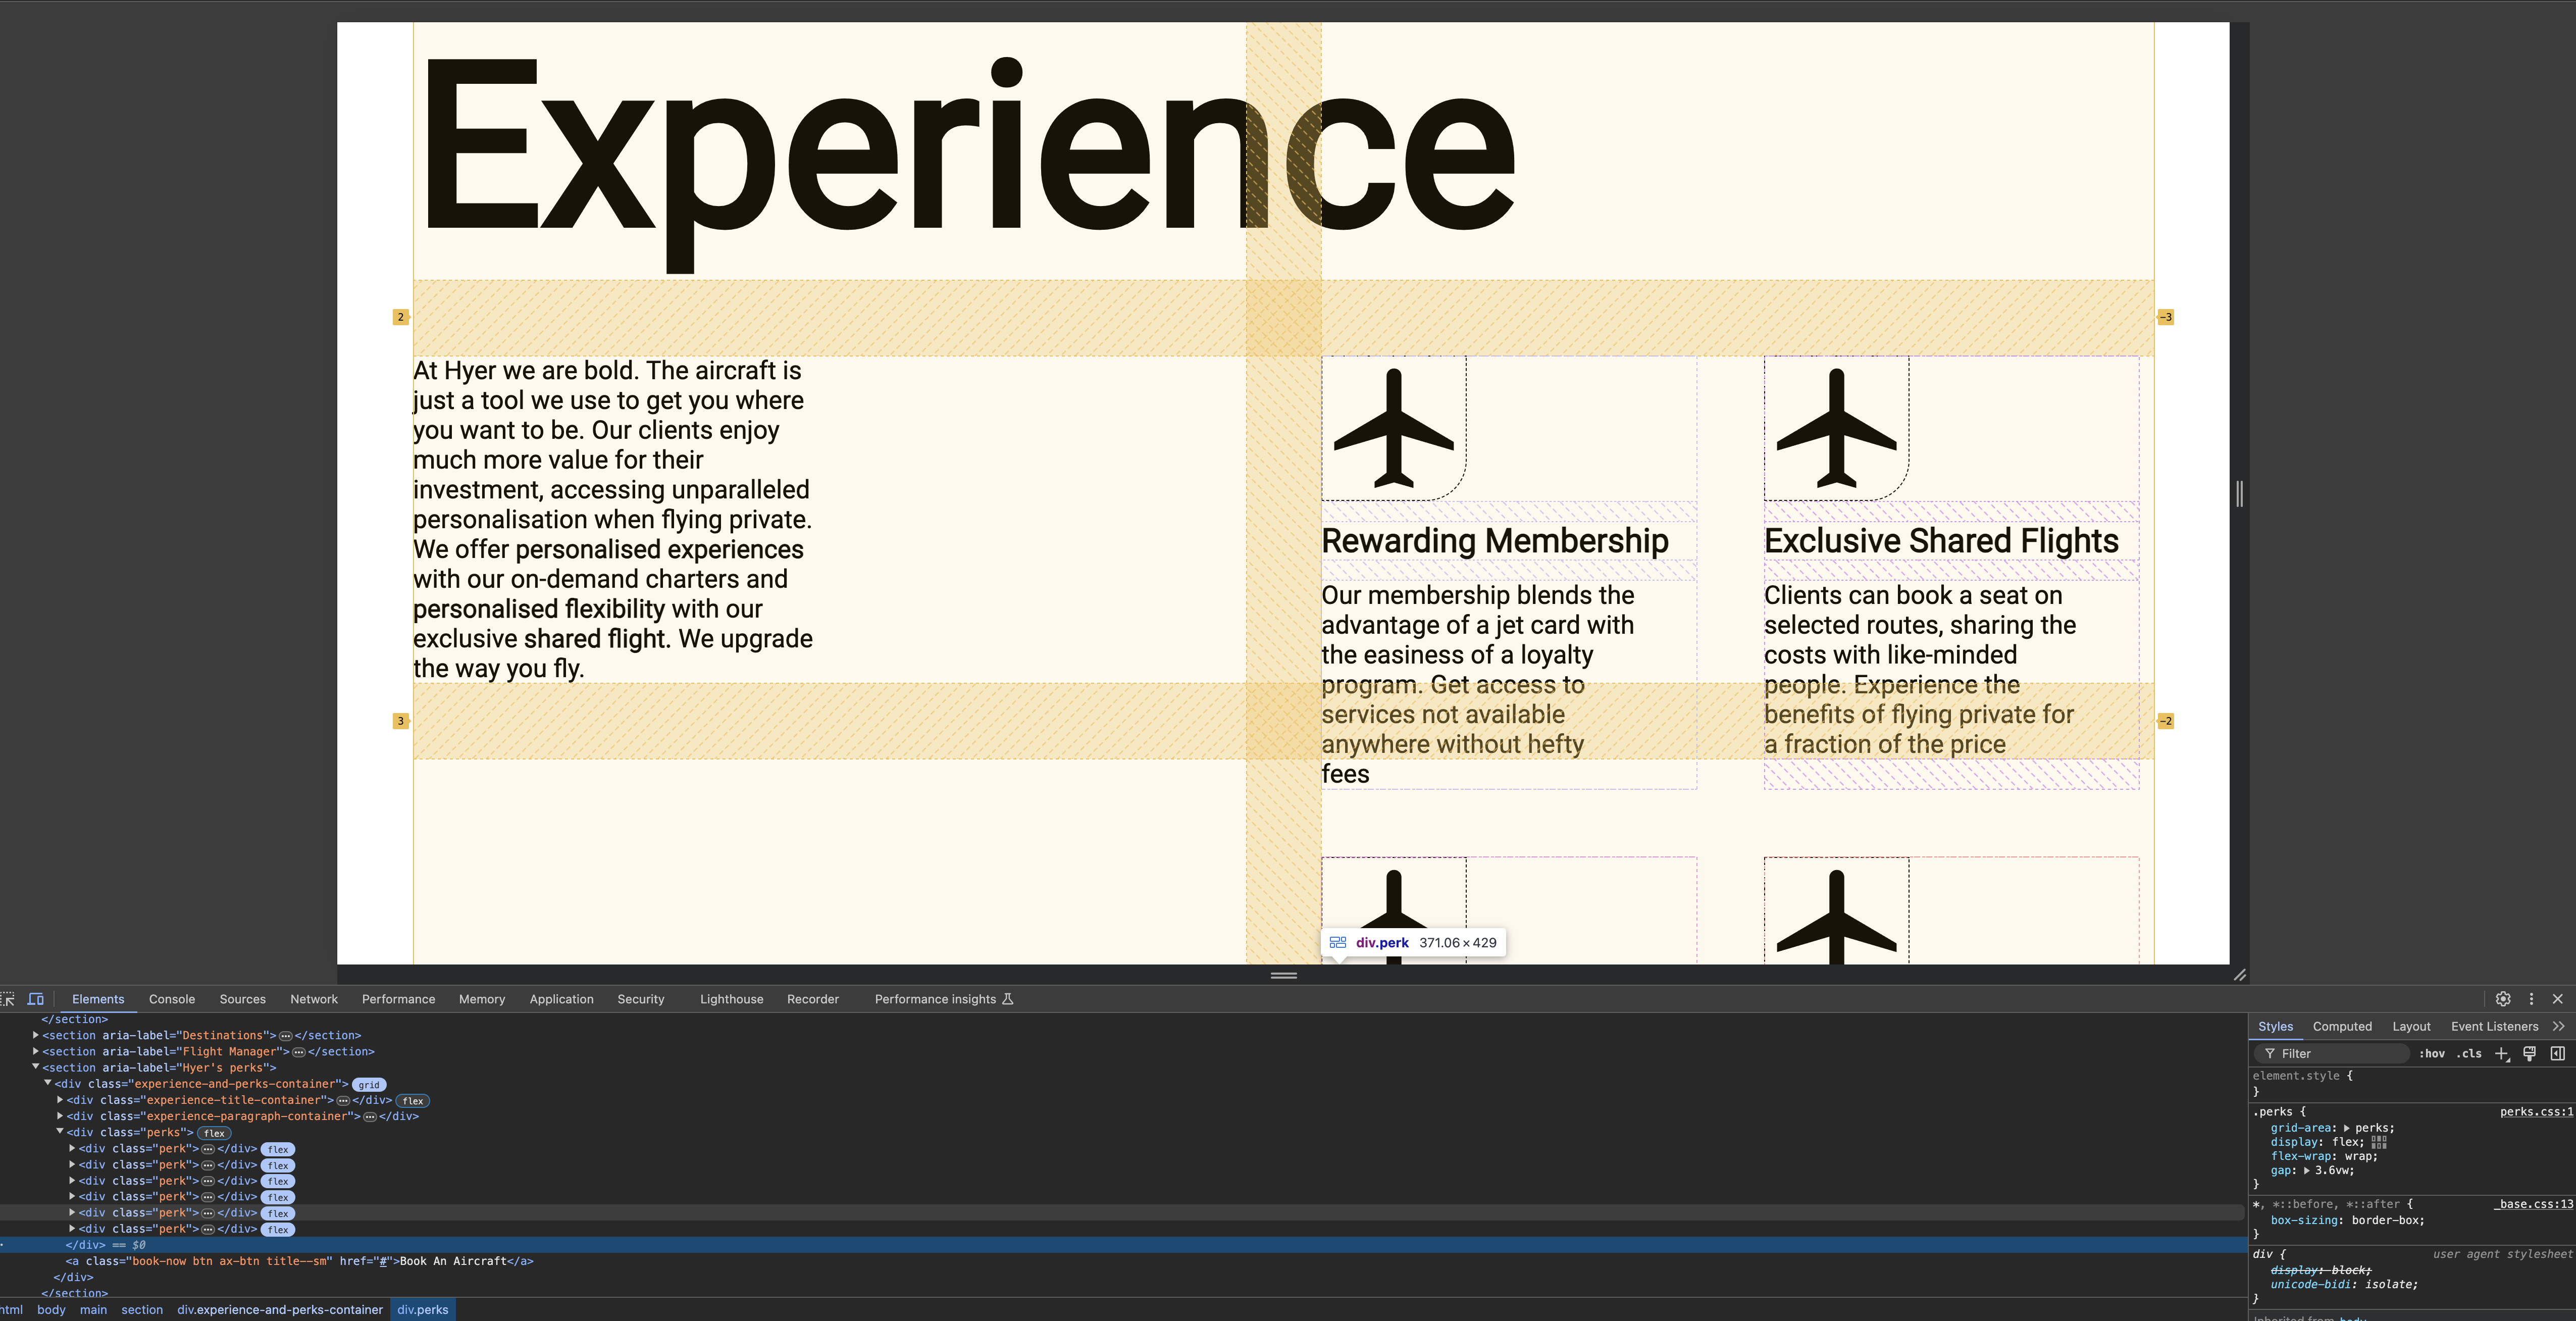 Experience
2
-3
At Hyer we are bold. The aircraft is
just a tool we use to get you where
you want to be. Our clients enjoy
much more value for their
investment, accessing unparalleled
personalisation when flying private.
We offer personalised experiences
with our on-demand charters and
personalised flexibility with our
exclusive shared flight. We upgrade
the way you fly.
Rewarding Membership
Our membership blends the
advantage of a jet card with
the easiness of a loyalty
program. Get access to
services not available
anywhere without hefty
fees
Exclusive Shared Flights
Clients can book a seat on
selected routes, sharing the
costs with like-minded
people. Experience the
benefits of flying private for
a fraction of the price
3
-2
div.perk 371.06 × 429
Elements Console Sources Network Performance Memory Application Security Lighthouse Recorder Performance insights
</section>
<section aria-label="Destinations">…</section>
<section aria-label="Flight Manager">…</section>
<section aria-label="Hyer's perks">
<div class="experience-and-perks-container"> grid
<div class="experience-title-container">…</div> flex
<div class="experience-paragraph-container">…</div>
<div class="perks"> flex
<div class="perk">…</div> flex
<div class="perk">…</div> flex
<div class="perk">…</div> flex
<div class="perk">…</div> flex
<div class="perk">…</div> flex
<div class="perk">…</div> flex
</div> == $0
<a class="book-now btn ax-btn title--sm" href="#">Book An Aircraft</a>
</div>
</section>
html body main section div.experience-and-perks-container div.perks
Styles Computed Layout Event Listeners
Filter :hov .cls
element.style {
}
.perks { perks.css:1
grid-area: perks;
display: flex;
flex-wrap: wrap;
gap: 3.6vw;
}
*, *::before, *::after { _base.css:13
box-sizing: border-box;
}
div { user agent stylesheet
display: block;
unicode-bidi: isolate;
}
Inherited from body